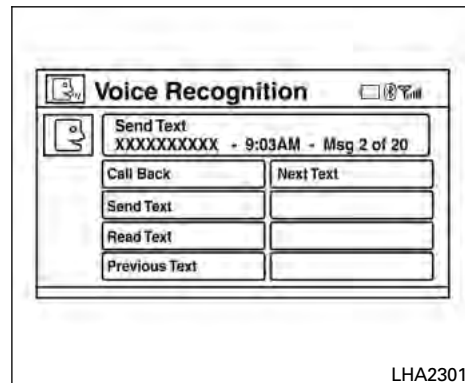 Voice Recognition
Send Text
XXXXXXXXXX - 9:03AM - Msg 2 of 20
Call Back
Next Text
Send Text
Read Text
Previous Text
LHA2301